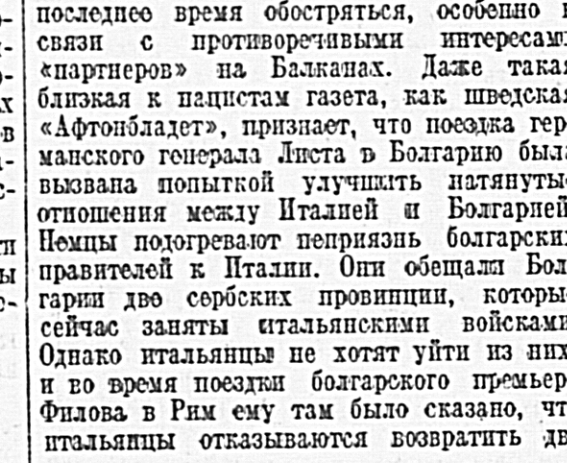 последнее время обостряться, особенно в
связи с противоречивыми интересами
«партнеров» на Балканах. Даже такая
близкая к нацистам газета, как шведская
«Афтонбладет», признает, что поездка гер-
манского генерала Листа в Болгарию была
вызвана попыткой улучшить натянутые
отношения между Италией и Болгарией
Немцы подогревают неприязнь болгарских
правителей к Италии. Они обещали Бол-
гарии две сербских провинции, которые
сейчас заняты итальянскими войсками
Однако итальянцы не хотят уйти из них
и во время поездки болгарского премьер-
Филова в Рим ему там было сказано, чт
итальянцы отказываются возвратить дв